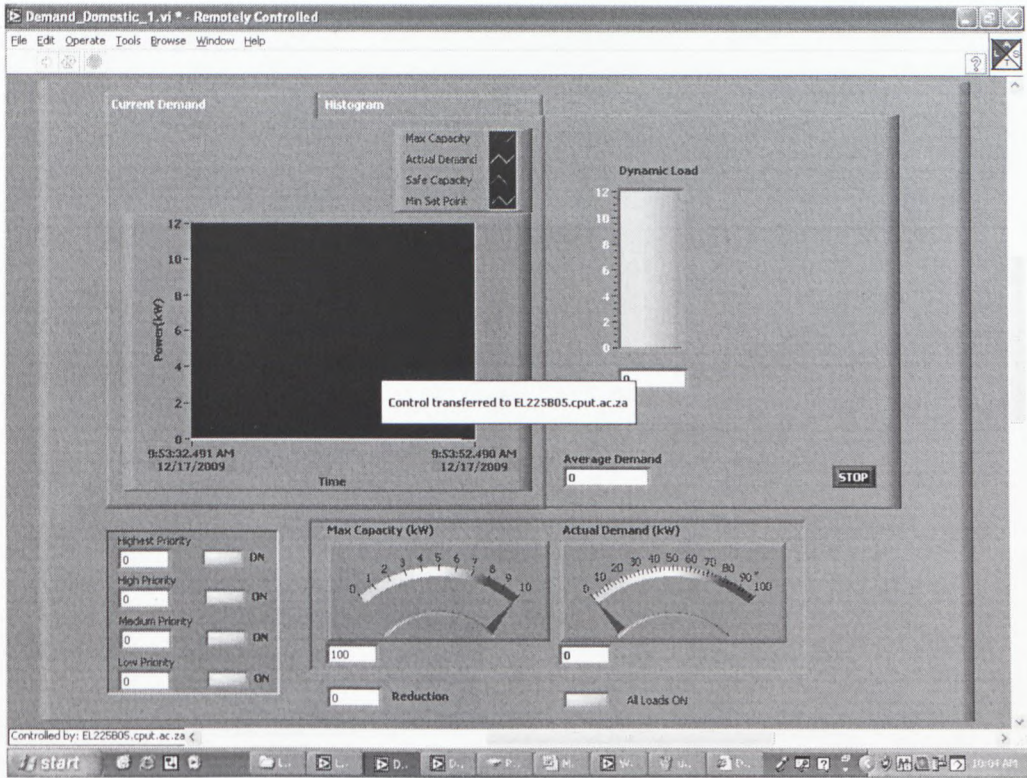 Demand_Domestic_1.vi * - Remotely Controlled
File Edit Operate Tools Browse Window Help
Current Demand
Histogram
Max Capacity
Actual Demand
Safe Capacity
Min Set Point
Dynamic Load
12
10
8
6
4
2
0
0
Power(kW)
12
10
8
6
4
2
0
9:53:32.491 AM
12/17/2009
9:53:52.490 AM
12/17/2009
Time
Control transferred to EL225B05.cput.ac.za
Average Demand
0
STOP
Highest Priority
0 ON
High Priority
0 ON
Medium Priority
0 ON
Low Priority
0 ON
Max Capacity (kW)
0 1 2 3 4 5 6 7 8 9 10
100
Actual Demand (kW)
0 10 20 30 40 50 60 70 80 90 100
0
0 Reduction
All Loads ON
Controlled by: EL225B05.cput.ac.za
start L.. L.. D.. D.. D.. P.. M. W. u.. D.. 10:04 AM